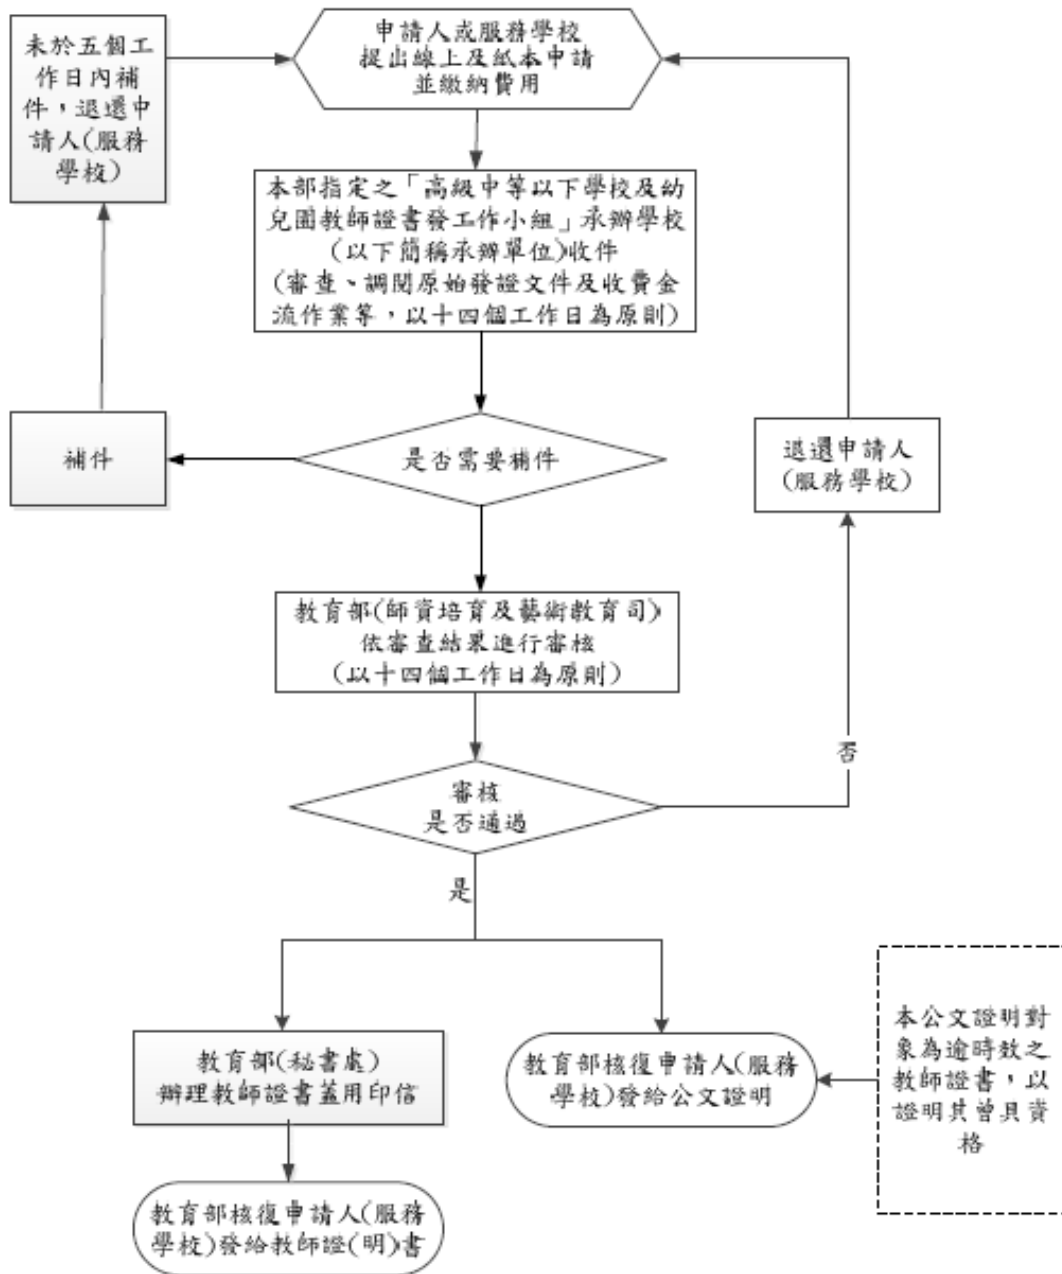 申請人或服務學校
提出線上及紙本申請
並繳納費用
未於五個工
作日內補
件，退還申
請人(服務
學校)
本部指定之「高級中等以下學校及幼
兒園教師證書發工作小組」承辦學校
(以下簡稱承辦單位)收件
(審查、調閱原始發證文件及收費金
流作業等，以十四個工作日為原則)
補件
是否需要補件
退還申請人
(服務學校)
教育部(師資培育及藝術教育司)
依審查結果進行審核
(以十四個工作日為原則)
否
審核
是否通過
是
教育部(秘書處)
辦理教師證書蓋用印信
教育部核復申請人(服務
學校)發給公文證明
本公文證明對
象為逾時效之
教師證書，以
證明其曾具資
格
教育部核復申請人(服務
學校)發給教師證(明)書